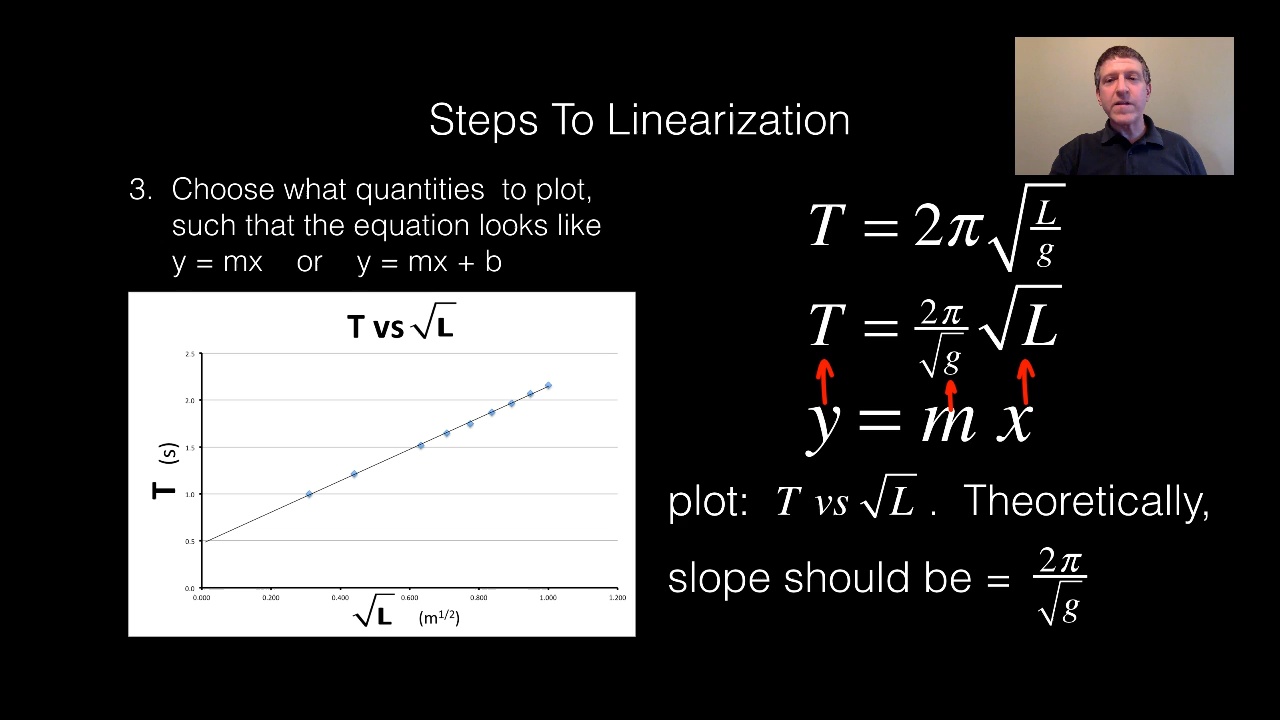 Steps To Linearization
3. Choose what quantities to plot,
such that the equation looks like
y = mx or y = mx + b
T vs √L
2.5
2.0
1.5
1.0
0.5
0.0
T (s)
0.000 0.200 0.400 0.600 0.800 1.000 1.200
√L (m^{1/2})
T = 2π√(L/g)
T = 2π/√g √L
y = m x
plot: T vs √L . Theoretically,
slope should be = 2π/√g